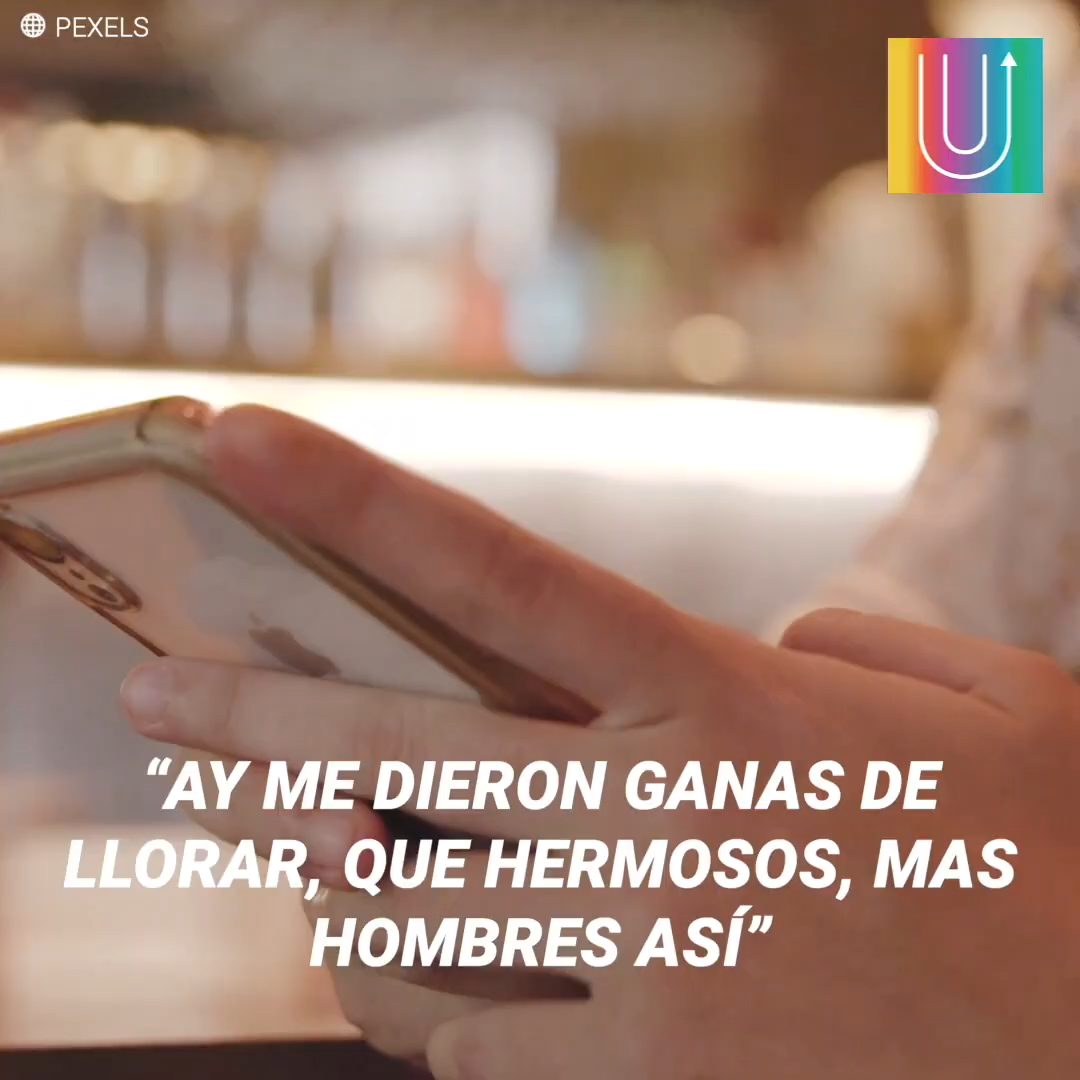 PEXELS
U
“AY ME DIERON GANAS DE
LLORAR, QUE HERMOSOS, MAS
HOMBRES ASÍ”